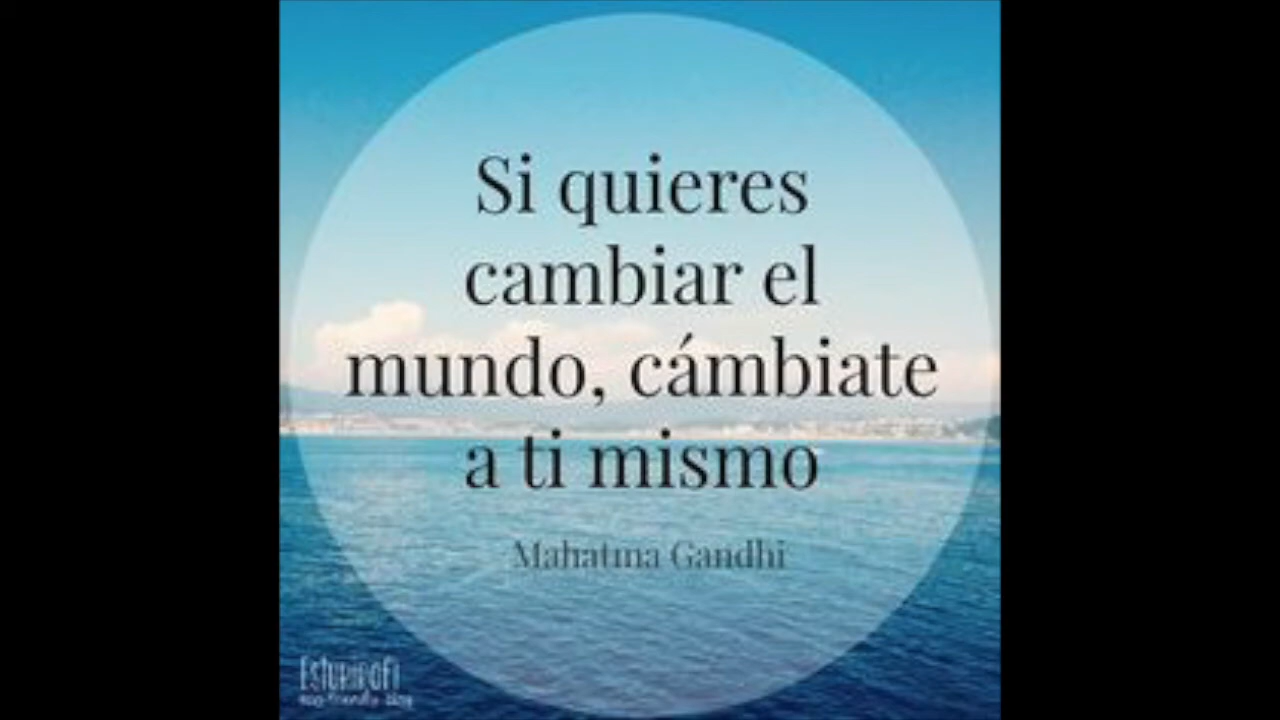 Si quieres
cambiar el
mundo, cámbiate
a ti mismo
Mahatma Gandhi